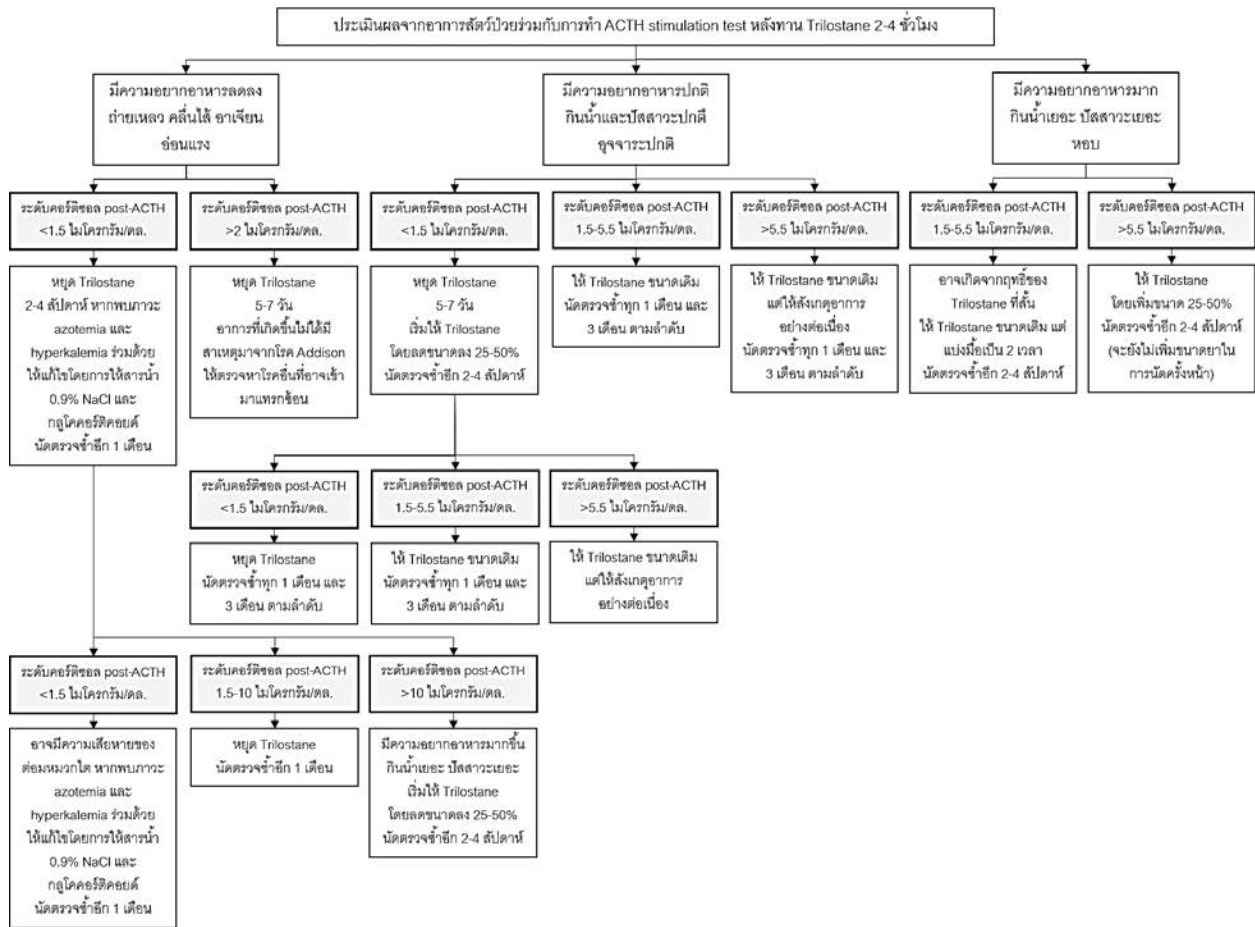 ประเมินผลจากอาการสัตว์ป่วยร่วมกับการทำ ACTH stimulation test หลังทาน Trilostane 2-4 ชั่วโมง
มีความอยากอาหารลดลง
ถ่ายเหลว คลื่นไส้ อาเจียน
อ่อนแรง
มีความอยากอาหารปกติ
กินน้ำและปัสสาวะปกติ
อุจจาระปกติ
มีความอยากอาหารมาก
กินน้ำเยอะ ปัสสาวะเยอะ
หอบ
ระดับคอร์ติซอล post-ACTH
<1.5 ไมโครกรัม/ดล.
ระดับคอร์ติซอล post-ACTH
>2 ไมโครกรัม/ดล.
ระดับคอร์ติซอล post-ACTH
<1.5 ไมโครกรัม/ดล.
ระดับคอร์ติซอล post-ACTH
1.5-5.5 ไมโครกรัม/ดล.
ระดับคอร์ติซอล post-ACTH
>5.5 ไมโครกรัม/ดล.
ระดับคอร์ติซอล post-ACTH
1.5-5.5 ไมโครกรัม/ดล.
ระดับคอร์ติซอล post-ACTH
>5.5 ไมโครกรัม/ดล.
หยุด Trilostane
2-4 สัปดาห์ หากพบภาวะ
azotemia และ
hyperkalemia ร่วมด้วย
ให้แก้ไขโดยการให้สารน้ำ
0.9% NaCl และ
กลูโคคอร์ติคอยด์
นัดตรวจซ้ำอีก 1 เดือน
หยุด Trilostane
5-7 วัน
อาการที่เกิดขึ้นไม่ได้มี
สาเหตุมาจากโรค Addison
ให้ตรวจหาโรคอื่นที่อาจเข้า
มาแทรกซ้อน
หยุด Trilostane
5-7 วัน
เริ่มให้ Trilostane
โดยลดขนาดลง 25-50%
นัดตรวจซ้ำอีก 2-4 สัปดาห์
ให้ Trilostane ขนาดเดิม
นัดตรวจซ้ำทุก 1 เดือน และ
3 เดือน ตามลำดับ
ให้ Trilostane ขนาดเดิม
แต่ให้สังเกตุอาการ
อย่างต่อเนื่อง
นัดตรวจซ้ำทุก 1 เดือน และ
3 เดือน ตามลำดับ
อาจเกิดจากฤทธิ์ของ
Trilostane ที่สั้น
ให้ Trilostane ขนาดเดิม แต่
แบ่งมื้อเป็น 2 เวลา
นัดตรวจซ้ำอีก 2-4 สัปดาห์
ให้ Trilostane
โดยเพิ่มขนาด 25-50%
นัดตรวจซ้ำอีก 2-4 สัปดาห์
(จะยังไม่เพิ่มขนาดยาใน
การนัดครั้งหน้า)
ระดับคอร์ติซอล post-ACTH
<1.5 ไมโครกรัม/ดล.
ระดับคอร์ติซอล post-ACTH
1.5-5.5 ไมโครกรัม/ดล.
ระดับคอร์ติซอล post-ACTH
>5.5 ไมโครกรัม/ดล.
หยุด Trilostane
นัดตรวจซ้ำทุก 1 เดือน และ
3 เดือน ตามลำดับ
ให้ Trilostane ขนาดเดิม
นัดตรวจซ้ำทุก 1 เดือน และ
3 เดือน ตามลำดับ
ให้ Trilostane ขนาดเดิม
แต่ให้สังเกตุอาการ
อย่างต่อเนื่อง
ระดับคอร์ติซอล post-ACTH
<1.5 ไมโครกรัม/ดล.
ระดับคอร์ติซอล post-ACTH
1.5-10 ไมโครกรัม/ดล.
ระดับคอร์ติซอล post-ACTH
>10 ไมโครกรัม/ดล.
อาจมีความเสียหายของ
ต่อมหมวกไต หากพบภาวะ
azotemia และ
hyperkalemia ร่วมด้วย
ให้แก้ไขโดยการให้สารน้ำ
0.9% NaCl และ
กลูโคคอร์ติคอยด์
นัดตรวจซ้ำอีก 1 เดือน
หยุด Trilostane
นัดตรวจซ้ำอีก 1 เดือน
มีความอยากอาหารมากขึ้น
กินน้ำเยอะ ปัสสาวะเยอะ
เริ่มให้ Trilostane
โดยลดขนาดลง 25-50%
นัดตรวจซ้ำอีก 2-4 สัปดาห์